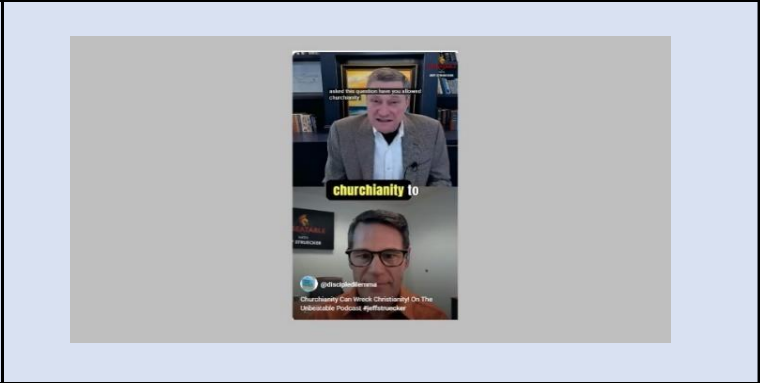 asked this question have you allowed
churchianity
churchianity to
@discipledilemma
Churchianity Can Wreck Christianity! On The
Unbeatable Podcast #jeffstruecker